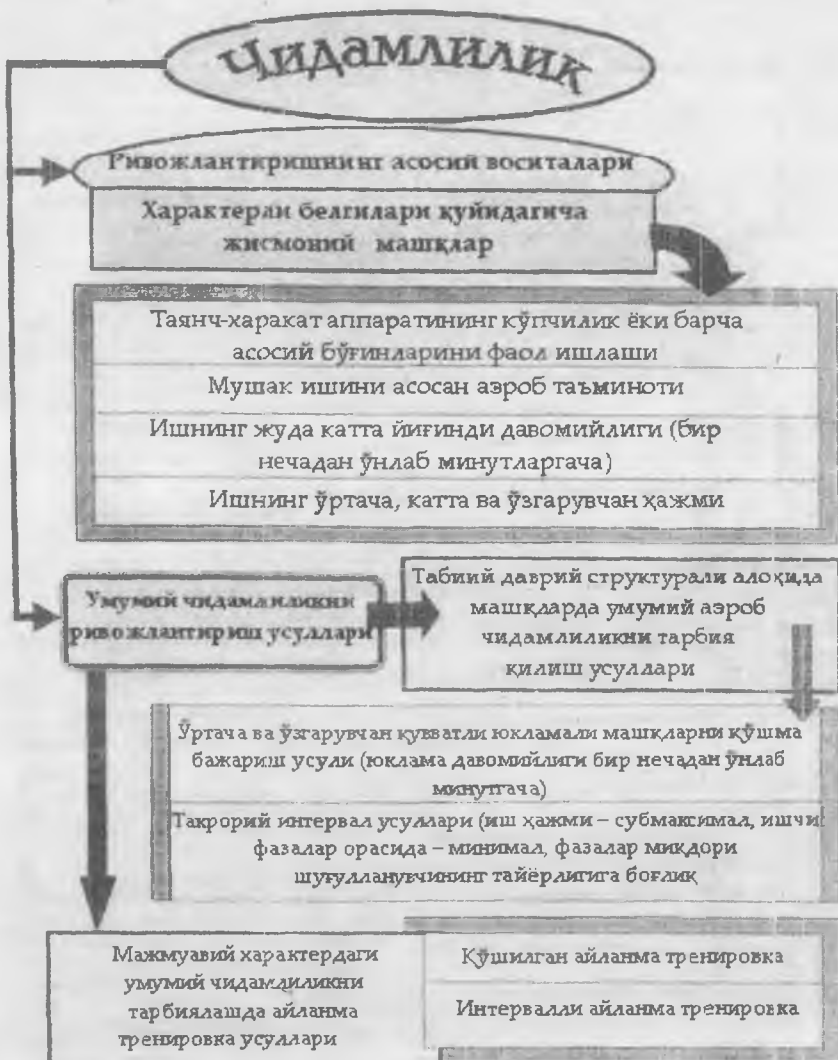 Чидамлилик
Ривожлантиришнинг асосий воситалари
Характерли белгилари қуйидагича
жисмоний машқлар
Таянч-харакат аппаратининг кўпчилик ёки барча
асосий бўғинларини фаол ишлаши
Мушак ишини асосан аэроб таъминоти
Ишнинг жуда катта йиғинди давомийлиги (бир
нечадан ўнлаб минутларгача)
Ишнинг ўртача, катта ва ўзгарувчан ҳажми
Умумий чидамлиликни
ривожлантириш усуллари
Табиий даврий структурали алоҳида
машқларда умумий аэроб
чидамлиликни тарбия
қилиш усуллари
Ўртача ва ўзгарувчан қувватли юкламали машқларни қўшма
бажариш усули (юклама давомийлиги бир нечадан ўнлаб
минутгача)
Такрорий интервал усуллари (иш ҳажми – субмаксимал, ишчи
фазалар орасида – минимал, фазалар миқдори
шуғулланувчининг тайёрлигига боғлиқ
Мажмуавий характердаги
умумий чидамлиликни
тарбиялашда айланма
тренировка усуллари
Қўшилган айланма тренировка
Интервалли айланма тренировка